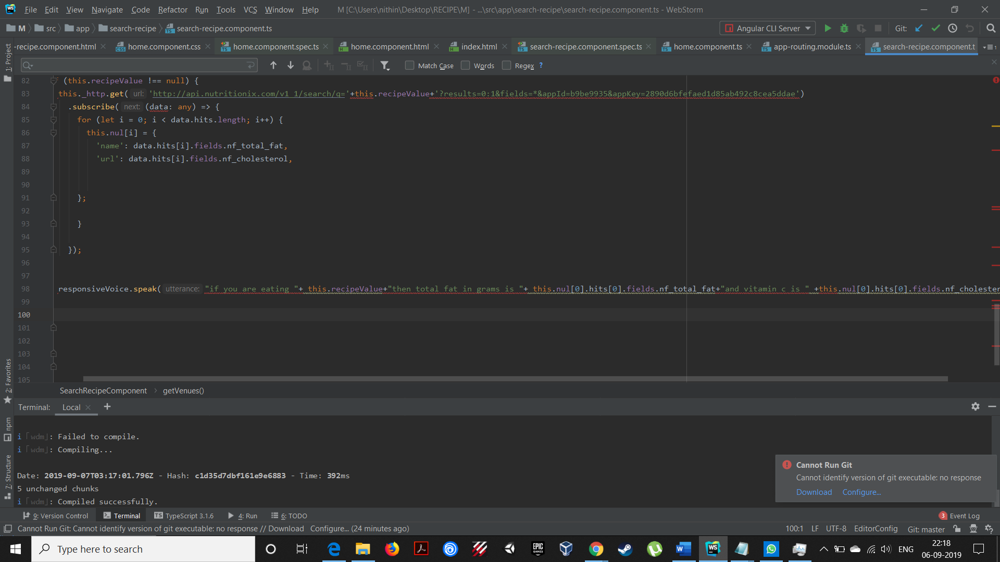 WS File Edit View Navigate Code Refactor Run Tools VCS Window Help M [C:\Users\nithin\Desktop\RECIPE\M] - ...\src\app\search-recipe\search-recipe.component.ts - WebStorm
M src app search-recipe search-recipe.component.ts Angular CLI Server Git:
-recipe.component.html home.component.css home.component.spec.ts home.component.html index.html search-recipe.component.spec.ts home.component.ts app-routing.module.ts search-recipe.component.t
Match Case Words Regex ?
1: Project
82 (this.recipeValue !== null) {
83 this._http.get( url: 'http://api.nutritionix.com/v1_1/search/q='+this.recipeValue+'?results=0:1&fields=*&appId=b9be9935&appKey=2890d6bfefaed1d85ab492c8cea5ddae')
84 .subscribe( next: (data: any) => {
85 for (let i = 0; i < data.hits.length; i++) {
86 this.nul[i] = {
87 'name': data.hits[i].fields.nf_total_fat,
88 'url': data.hits[i].fields.nf_cholesterol,
89
90
91 };
92
93 }
94
95 });
96
97
98 responsiveVoice.speak( utterance: "if you are eating "+ this.recipeValue+"then total fat in grams is "+ this.nul[0].hits[0].fields.nf_total_fat+"and vitamin c is " +this.nul[0].hits[0].fields.nf_cholester
99
100
101
102
103
104
105
2: Favorites
SearchRecipeComponent getVenues()
Terminal: Local +
npm
i ｢wdm｣: Failed to compile.
i ｢wdm｣: Compiling...
7: Structure
Date: 2019-09-07T03:17:01.796Z - Hash: c1d35d7dbf161e9e6883 - Time: 392ms
5 unchanged chunks
i ｢wdm｣: Compiled successfully.
Cannot Run Git
Cannot identify version of git executable: no response
Download Configure...
9: Version Control Terminal TypeScript 3.1.6 4: Run 6: TODO 3 Event Log
Cannot Run Git: Cannot identify version of git executable: no response // Download Configure... (24 minutes ago) 100:1 LF UTF-8 EditorConfig Git: master
Type here to search EPIC GAMES W WS ENG 22:18
06-09-2019